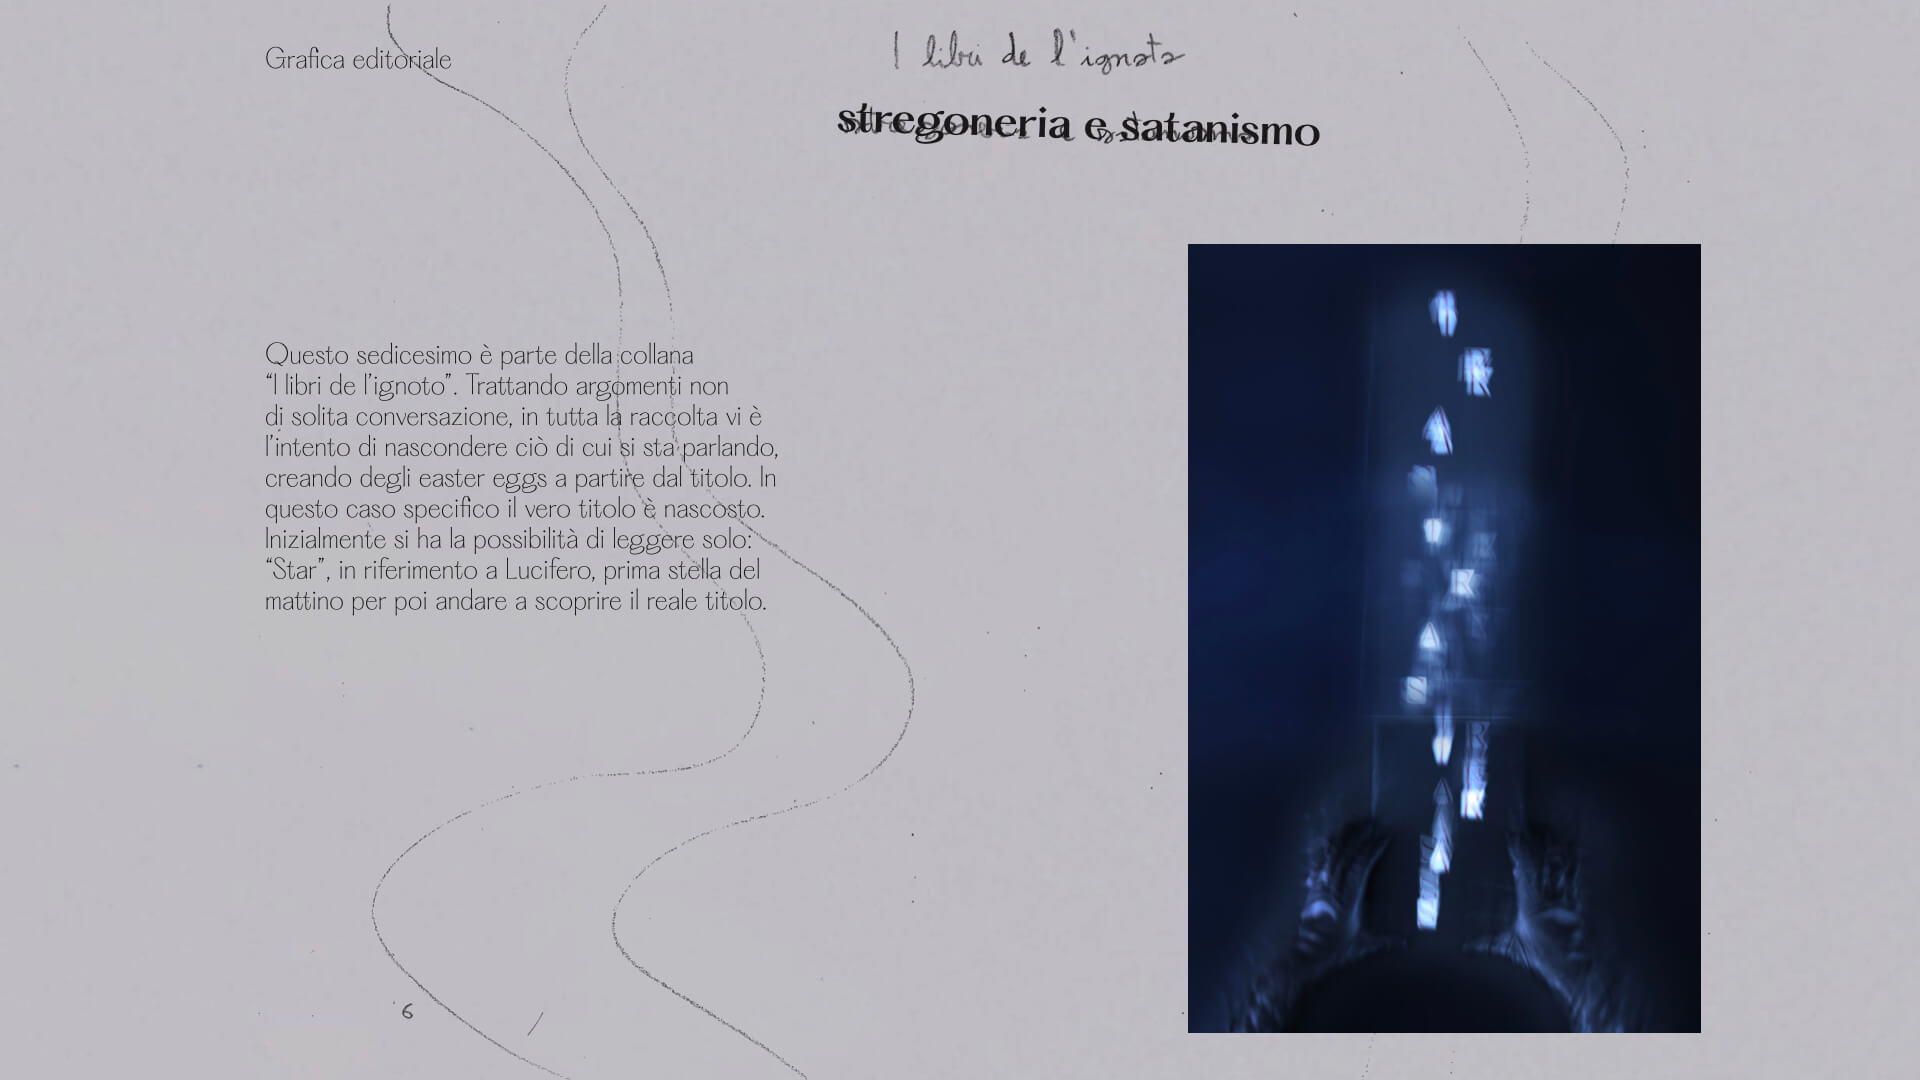 Grafica editoriale
I libri de l'ignoto
stregoneria e satanismo
Questo sedicesimo è parte della collana
“I libri de l’ignoto”. Trattando argomenti non
di solita conversazione, in tutta la raccolta vi è
l’intento di nascondere ciò di cui si sta parlando,
creando degli easter eggs a partire dal titolo. In
questo caso specifico il vero titolo è nascosto.
Inizialmente si ha la possibilità di leggere solo:
“Star”, in riferimento a Lucifero, prima stella del
mattino per poi andare a scoprire il reale titolo.
R
A
S
R
A
6